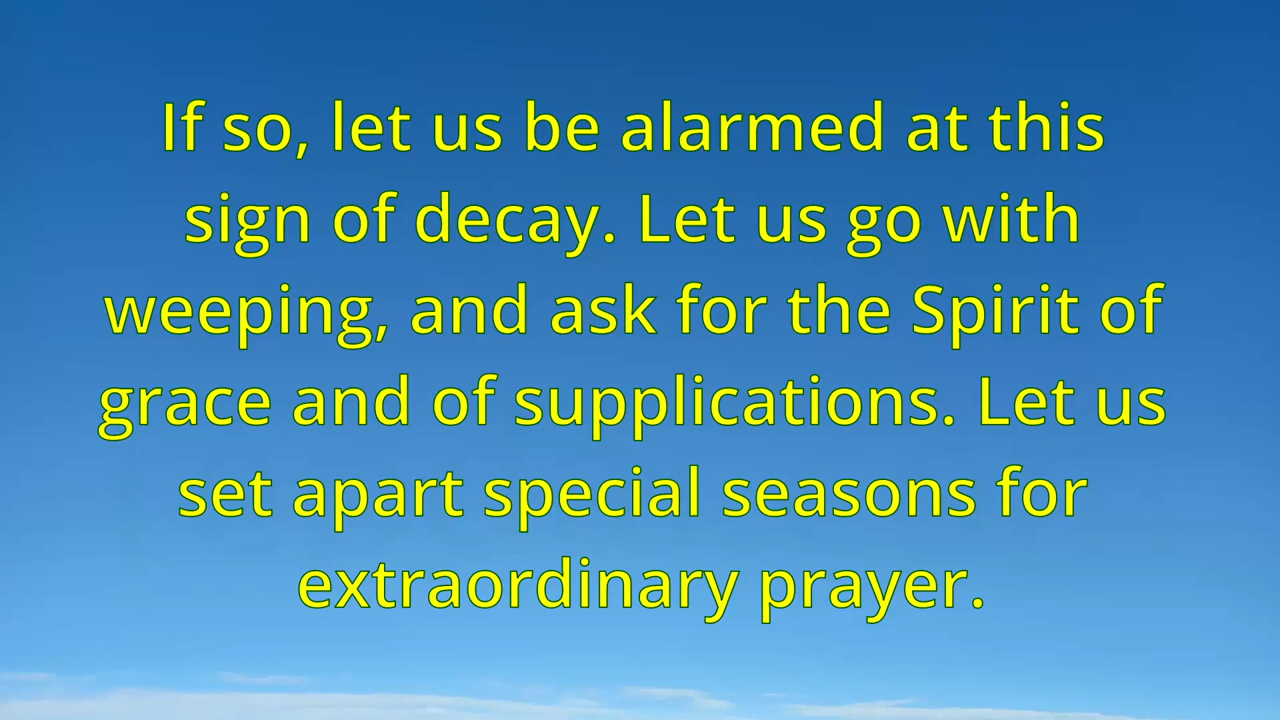 If so, let us be alarmed at this
sign of decay. Let us go with
weeping, and ask for the Spirit of
grace and of supplications. Let us
set apart special seasons for
extraordinary prayer.